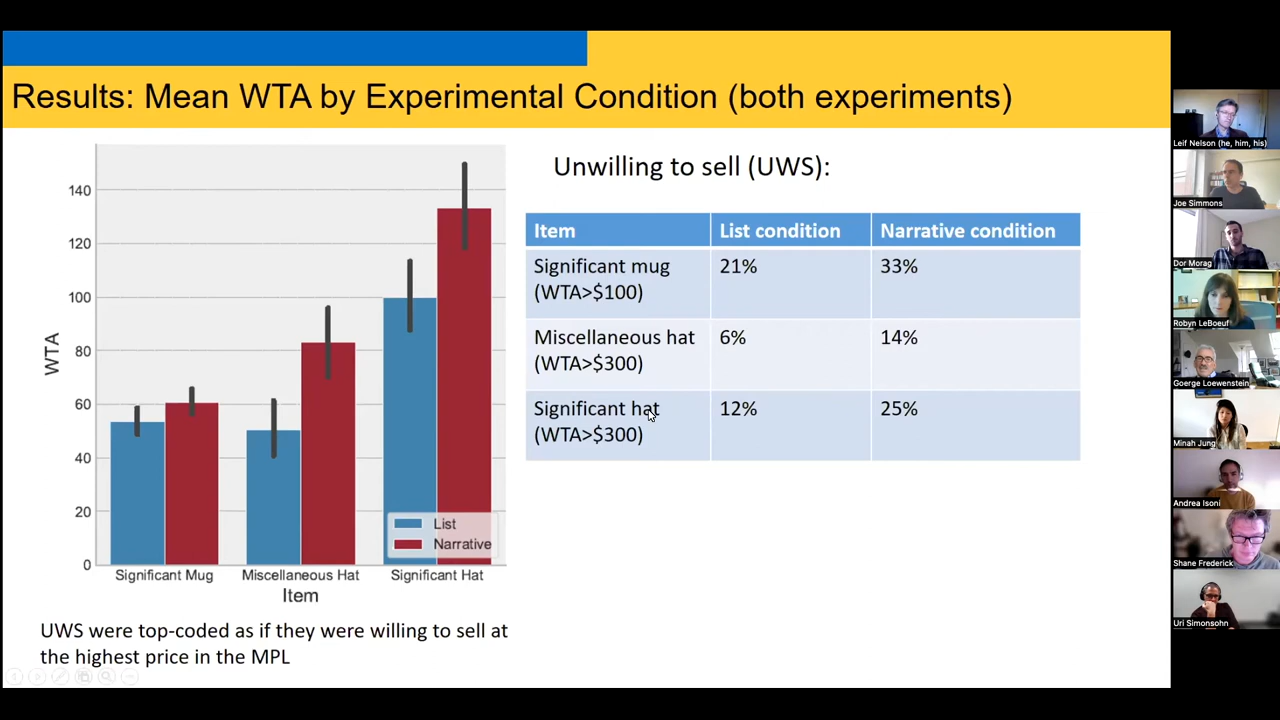 Results: Mean WTA by Experimental Condition (both experiments)
140
120
100
80
60
40
20
0
WTA
List
Narrative
Significant Mug
Miscellaneous Hat
Significant Hat
Item
UWS were top-coded as if they were willing to sell at
the highest price in the MPL
Unwilling to sell (UWS):
Item List condition Narrative condition
Significant mug 21% 33%
(WTA>$100)
Miscellaneous hat 6% 14%
(WTA>$300)
Significant hat 12% 25%
(WTA>$300)
Leif Nelson (he, him, his)
Joe Simmons
Dor Morag
Robyn LeBoeuf
Goerge Loewenstein
Minah Jung
Andrea Isoni
Shane Frederick
Uri Simonsohn